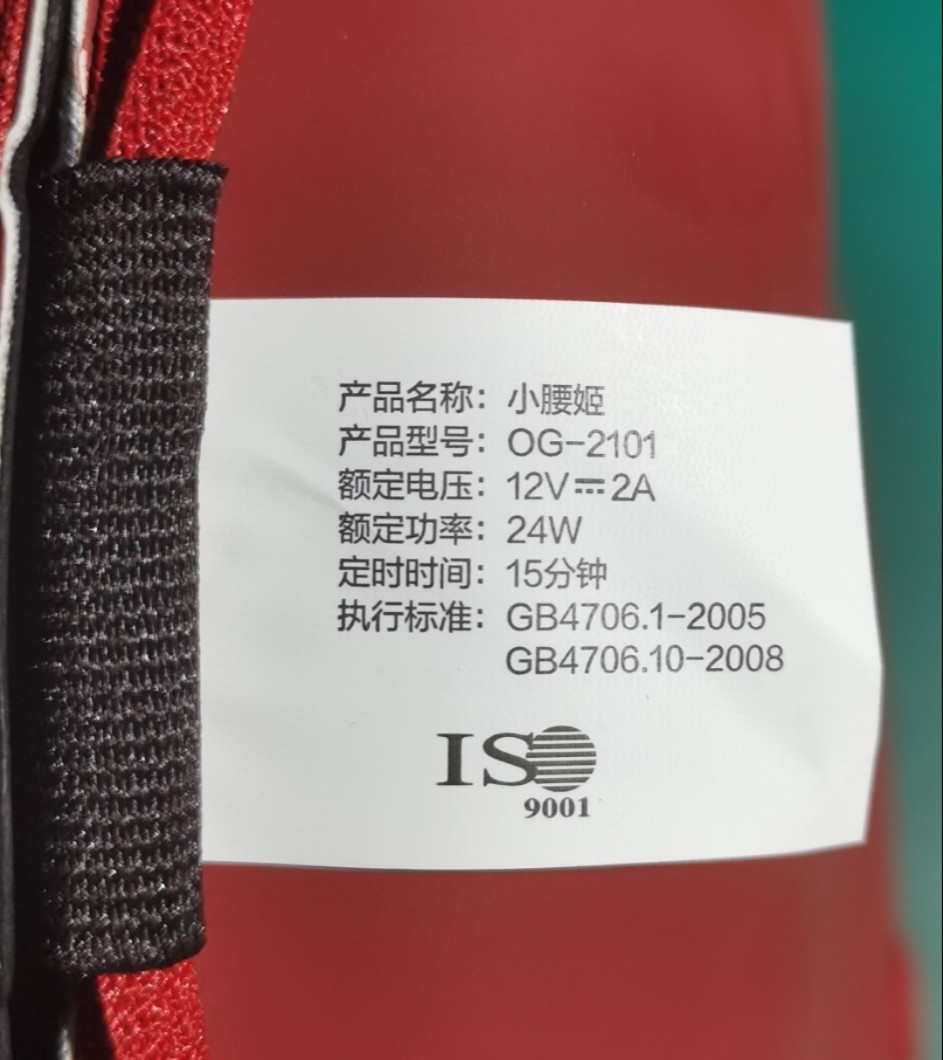 产品名称：小腰姬
产品型号：OG-2101
额定电压：12V⎓2A
额定功率：24W
定时时间：15分钟
执行标准：GB4706.1-2005
GB4706.10-2008
ISO
9001